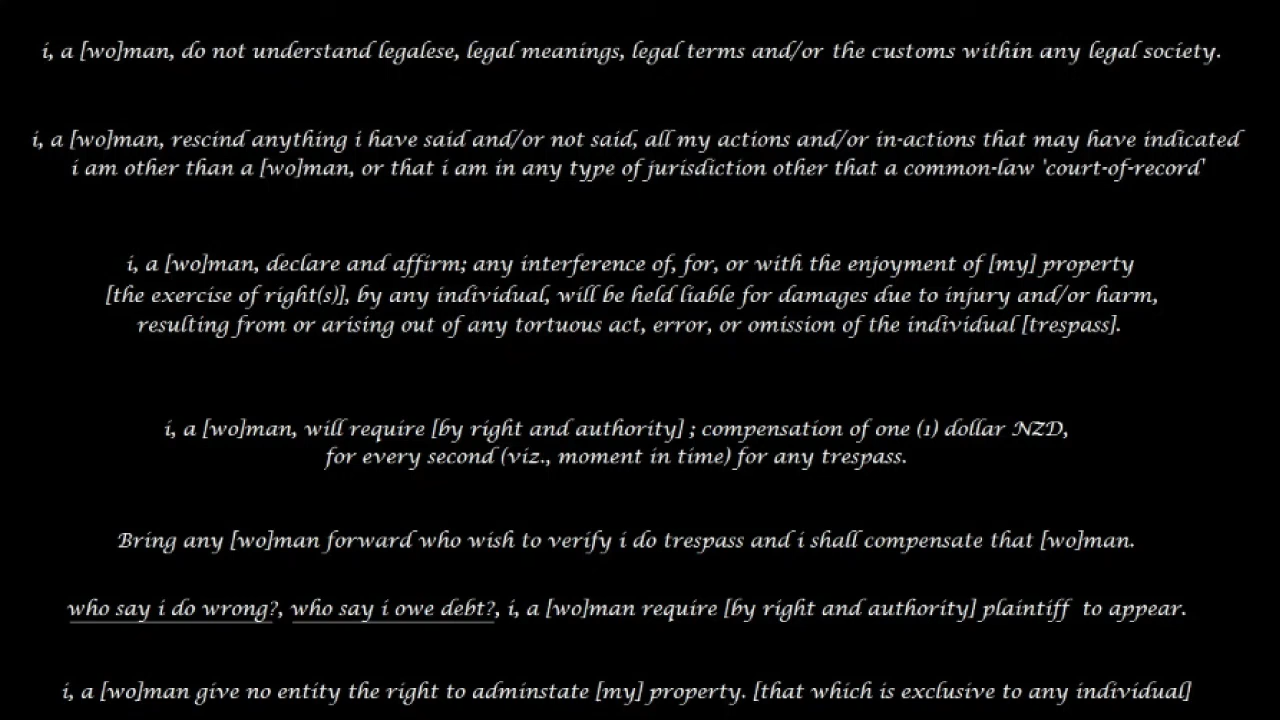 i, a [wo]man, do not understand legalese, legal meanings, legal terms and/or the customs within any legal society.
i, a [wo]man, rescind anything i have said and/or not said, all my actions and/or in-actions that may have indicated
i am other than a [wo]man, or that i am in any type of jurisdiction other that a common-law 'court-of-record'
i, a [wo]man, declare and affirm; any interference of, for, or with the enjoyment of [my] property
[the exercise of right(s)], by any individual, will be held liable for damages due to injury and/or harm,
resulting from or arising out of any tortuous act, error, or omission of the individual [trespass].
i, a [wo]man, will require [by right and authority] ; compensation of one (1) dollar NZD,
for every second (viz., moment in time) for any trespass.
Bring any [wo]man forward who wish to verify i do trespass and i shall compensate that [wo]man.
who say i do wrong?, who say i owe debt?, i, a [wo]man require [by right and authority] plaintiff to appear.
i, a [wo]man give no entity the right to adminstate [my] property. [that which is exclusive to any individual]